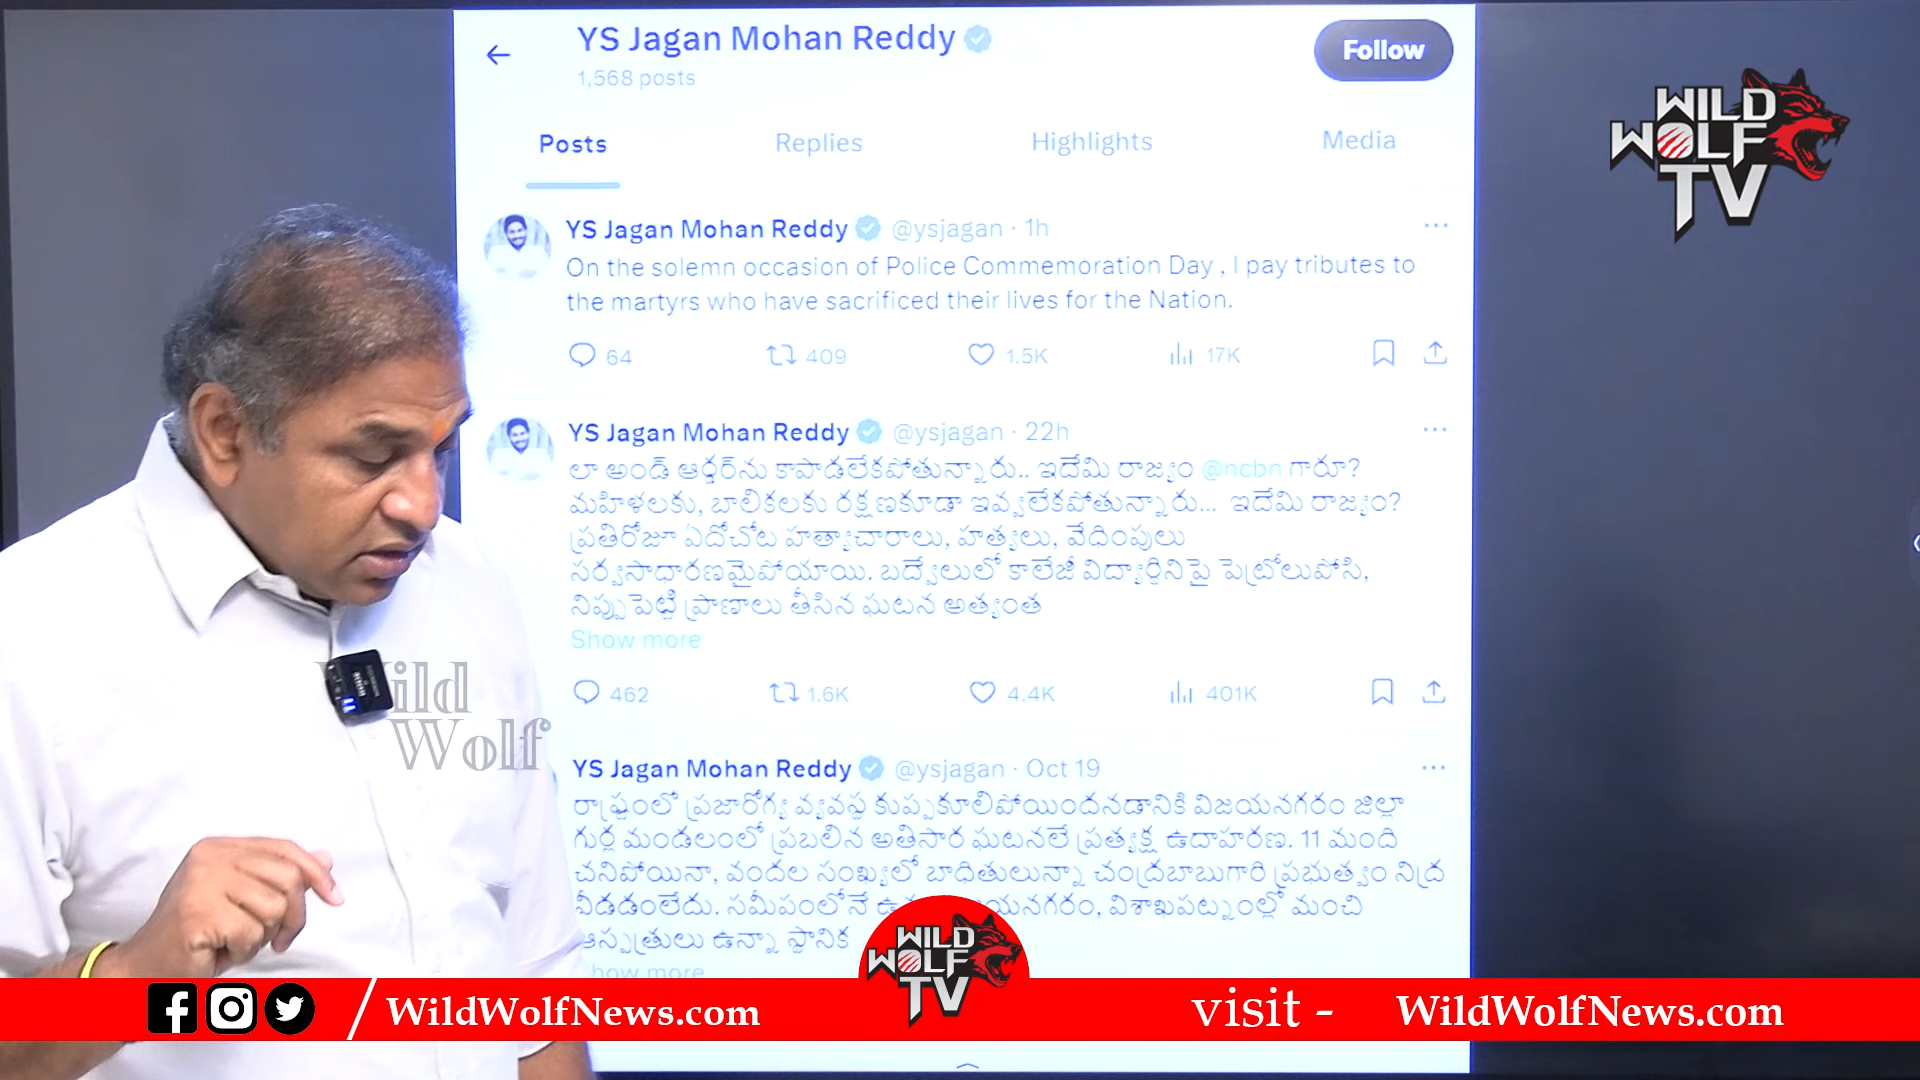 YS Jagan Mohan Reddy
1,568 posts
Follow
Posts
Replies
Highlights
Media
WILD
WOLF
TV
YS Jagan Mohan Reddy @ysjagan · 1h
On the solemn occasion of Police Commemoration Day , I pay tributes to
the martyrs who have sacrificed their lives for the Nation.
64
409
1.5K
17K
YS Jagan Mohan Reddy @ysjagan · 22h
లా అండ్ ఆర్డర్‌ను కాపాడలేకపోతున్నారు.. ఇదేమి రాజ్యం @ncbn గారూ?
మహిళలకు, బాలికలకు రక్షణకూడా ఇవ్వలేకపోతున్నారు... ఇదేమి రాజ్యం?
ప్రతిరోజూ ఏదోచోట హత్యాచారాలు, హత్యలు, వేధింపులు
సర్వసాధారణమైపోయాయి. బద్వేలులో కాలేజీ విద్యార్థినిపై పెట్రోలుపోసి,
నిప్పుపెట్టి ప్రాణాలు తీసిన ఘటన అత్యంత
Show more
462
1.6K
4.4K
401K
YS Jagan Mohan Reddy @ysjagan · Oct 19
రాష్ట్రంలో ప్రజారోగ్య వ్యవస్థ కుప్పకూలిపోయిందనడానికి విజయనగరం జిల్లా
గుర్ల మండలంలో ప్రబలిన అతిసార ఘటనలే ప్రత్యక్ష ఉదాహరణ. 11 మంది
చనిపోయినా, వందల సంఖ్యలో బాధితులున్నా చంద్రబాబుగారి ప్రభుత్వం నిద్ర
వీడడంలేదు. సమీపంలోనే విశాఖపట్నంల్లో మంచి
ఆస్పత్రులు ఉన్నా స్థానిక
Show more
Wild
Wolf
WILD
WOLF
TV
WildWolfNews.com
visit - WildWolfNews.com